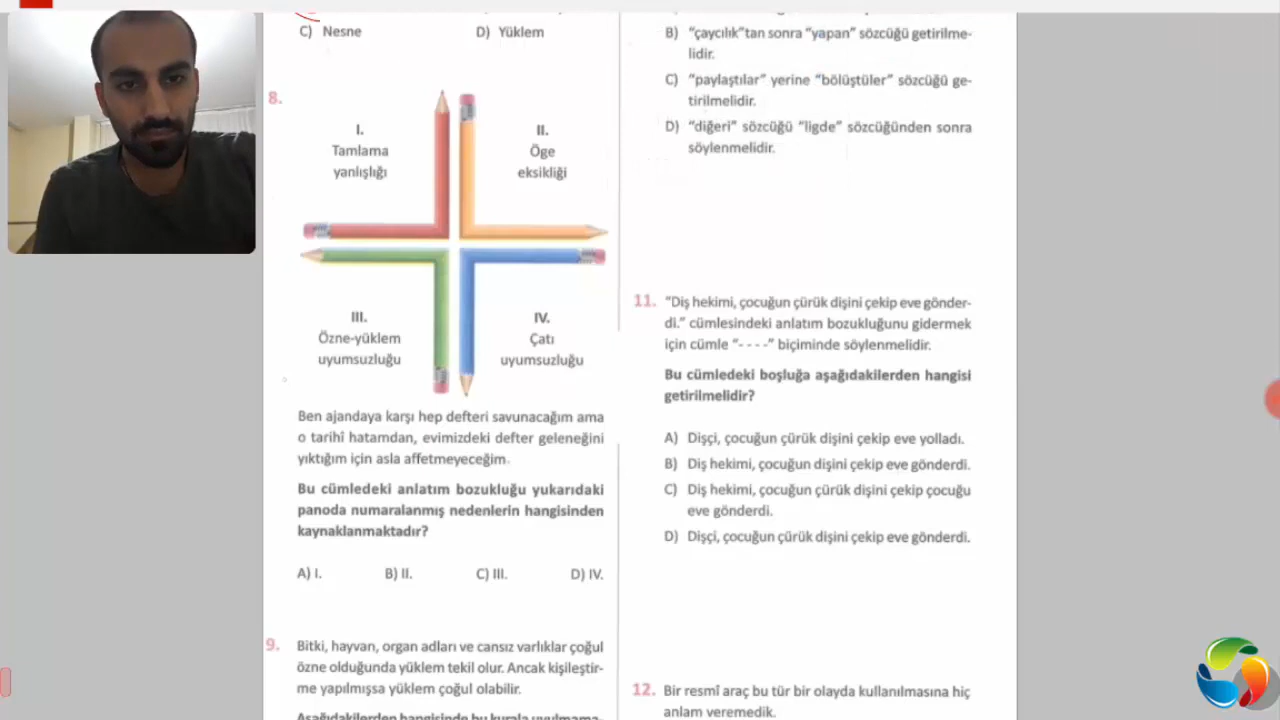 C) Nesne
D) Yüklem
8.
I.
Tamlama
yanlışlığı
II.
Öge
eksikliği
III.
Özne-yüklem
uyumsuzluğu
IV.
Çatı
uyumsuzluğu
Ben ajandaya karşı hep defteri savunacağım ama
o tarihî hatamdan, evimizdeki defter geleneğini
yıktığım için asla affetmeyeceğim.
Bu cümledeki anlatım bozukluğu yukarıdaki
panoda numaralanmış nedenlerin hangisinden
kaynaklanmaktadır?
A) I.
B) II.
C) III.
D) IV.
9. Bitki, hayvan, organ adları ve cansız varlıklar çoğul
özne olduğunda yüklem tekil olur. Ancak kişileştir-
me yapılmışsa yüklem çoğul olabilir.
Aşağıdakilerden hangisinde bu kurala uyulmama-
B) "çaycılık"tan sonra "yapan" sözcüğü getirilme-
lidir.
C) "paylaştılar" yerine "bölüştüler" sözcüğü ge-
tirilmelidir.
D) "diğeri" sözcüğü "ligde" sözcüğünden sonra
söylenmelidir.
11. "Diş hekimi, çocuğun çürük dişini çekip eve gönder-
di." cümlesindeki anlatım bozukluğunu gidermek
için cümle "- - - -" biçiminde söylenmelidir.
Bu cümledeki boşluğa aşağıdakilerden hangisi
getirilmelidir?
A) Dişçi, çocuğun çürük dişini çekip eve yolladı.
B) Diş hekimi, çocuğun dişini çekip eve gönderdi.
C) Diş hekimi, çocuğun çürük dişini çekip çocuğu
eve gönderdi.
D) Dişçi, çocuğun çürük dişini çekip eve gönderdi.
12. Bir resmî araç bu tür bir olayda kullanılmasına hiç
anlam veremedik.